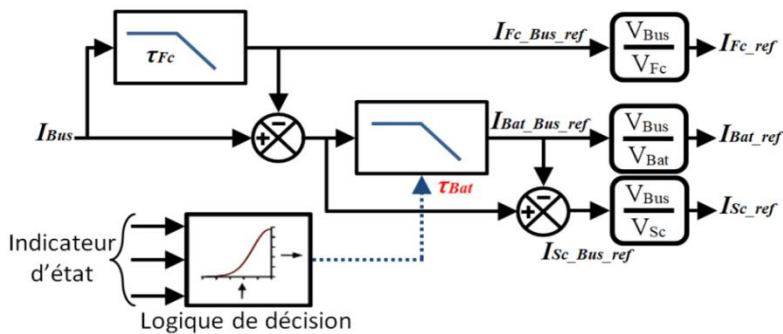 τFc
IFc_Bus_ref
VBus
VFc
IFc_ref
IBus
+
−
IBat_Bus_ref
VBus
VBat
IBat_ref
τBat
+
−
VBus
VSc
ISc_ref
ISc_Bus_ref
Indicateur
d'état
Logique de décision